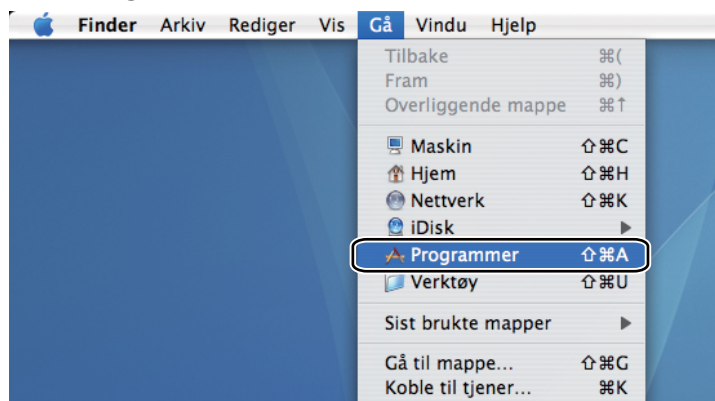 Finder Arkiv Rediger Vis Gå Vindu Hjelp
Tilbake ⌘(
Fram ⌘)
Overliggende mappe ⌘↑
Maskin ⇧⌘C
Hjem ⇧⌘H
Nettverk ⇧⌘K
iDisk ▶
Programmer ⇧⌘A
Verktøy ⇧⌘U
Sist brukte mapper ▶
Gå til mappe... ⇧⌘G
Koble til tjener... ⌘K